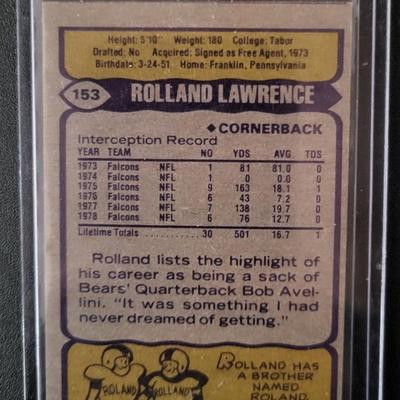 Height: 5'10" Weight: 180 College: Tabor
Drafted: No Acquired: Signed as Free Agent, 1973
Birthdate: 3-24-51 Home: Franklin, Pennsylvania
153 ROLLAND LAWRENCE
◆ CORNERBACK
Interception Record
YEAR TEAM NO YDS AVG TDS
1973 Falcons NFL 1 81 81.0 0
1974 Falcons NFL 1 0 0.0 0
1975 Falcons NFL 9 163 18.1 1
1976 Falcons NFL 6 43 7.2 0
1977 Falcons NFL 7 138 19.7 0
1978 Falcons NFL 6 76 12.7 0
Lifetime Totals 30 501 16.7 1
Rolland lists the highlight of
his career as being a sack of
Bears' Quarterback Bob Avel-
lini. "It was something I had
never dreamed of getting."
ROLLAND HAS
A BROTHER
NAMED
ROLAND.
ROLAND
ROLLAND